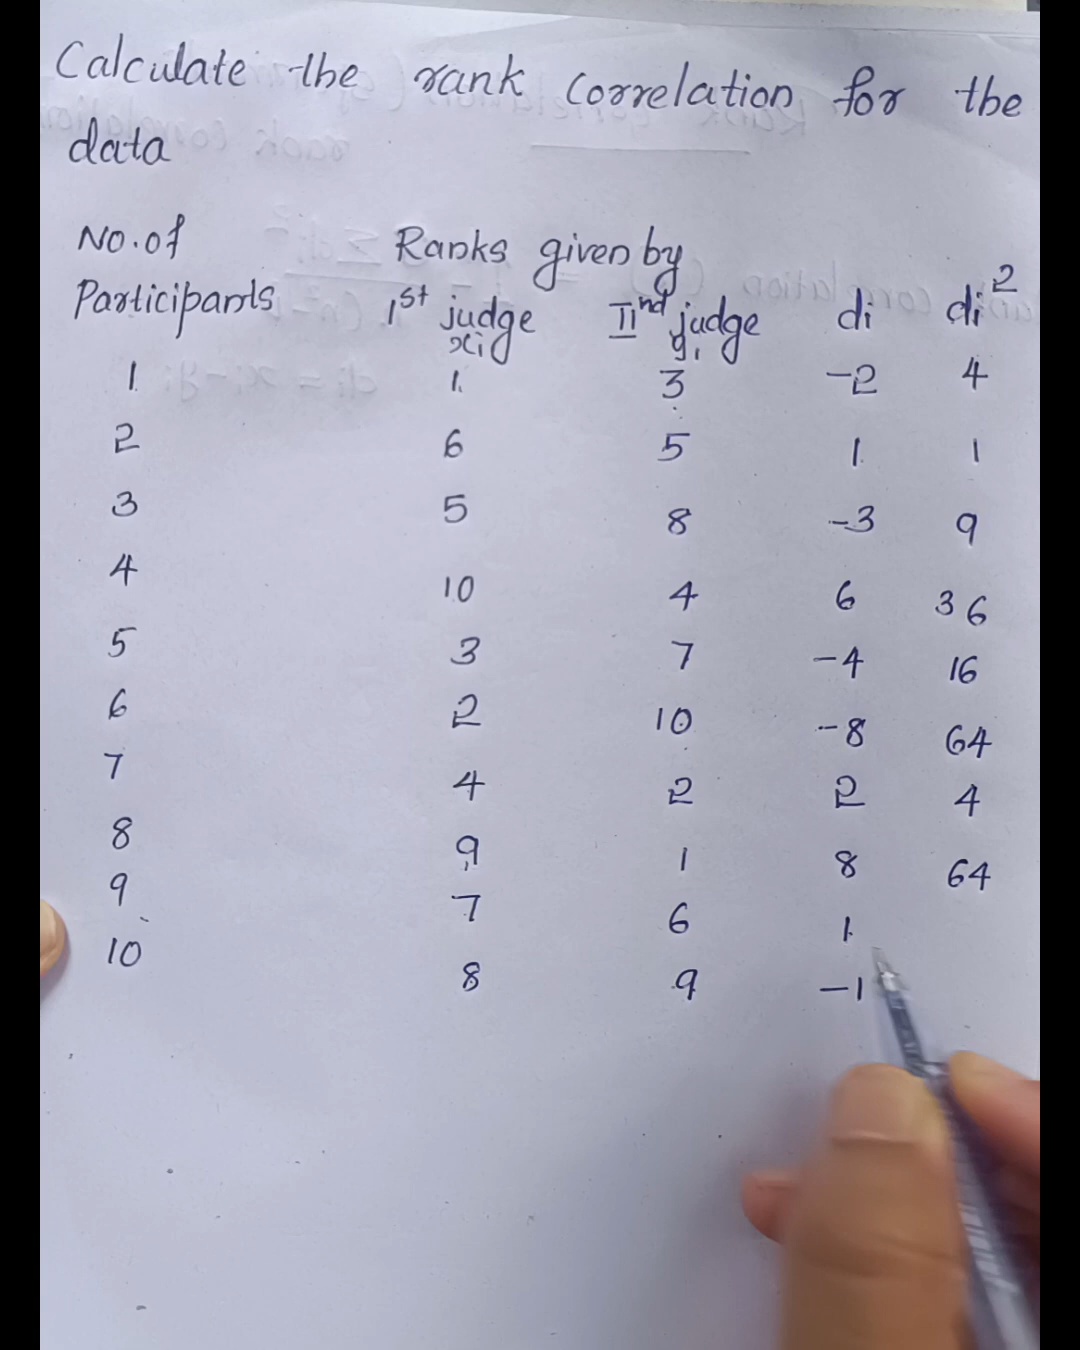 Calculate the rank correlation for the
data
No. of Ranks given by
Participants 1st judge IInd judge di di2
xi yi
1 1 3 -2 4
2 6 5 1 1
3 5 8 -3 9
4 10 4 6 36
5 3 7 -4 16
6 2 10 -8 64
7 4 2 2 4
8 9 1 8 64
9 7 6 1
10 8 9 -1